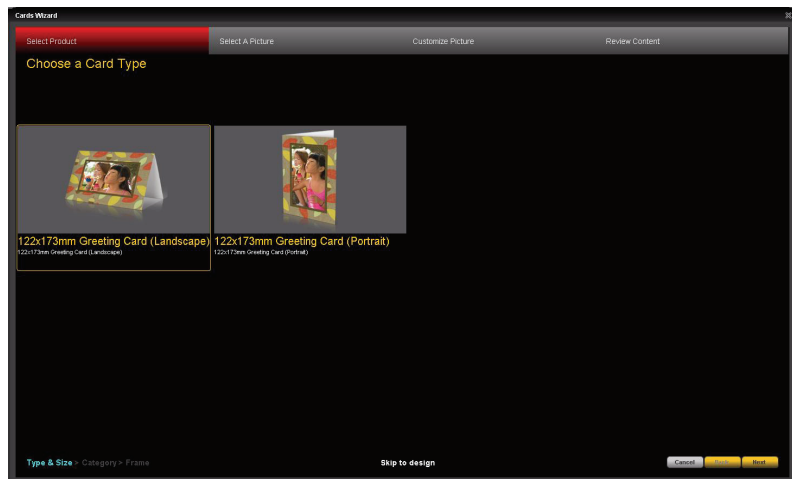 Cards Wizard
Select Product
Select A Picture
Customize Picture
Review Content
Choose a Card Type
122x173mm Greeting Card (Landscape)
122x173mm Greeting Card (Landscape)
122x173mm Greeting Card (Portrait)
122x173mm Greeting Card (Portrait)
Type & Size > Category > Frame
Skip to design
Cancel
Back
Next